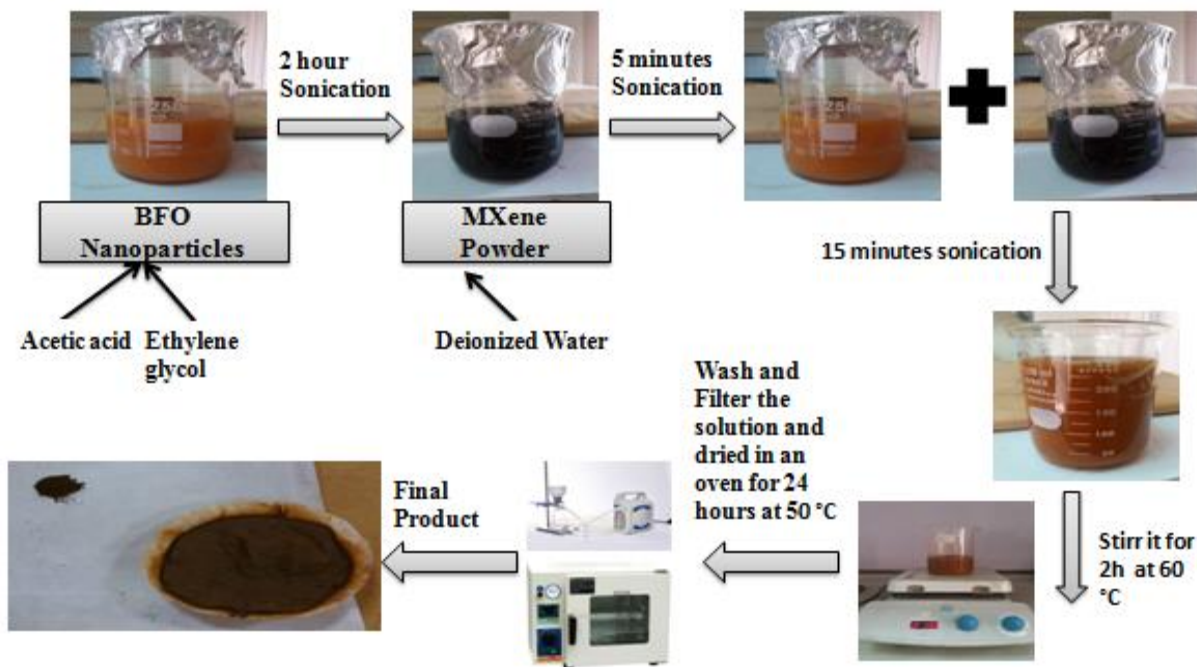 2 hour
Sonication
5 minutes
Sonication
BFO
Nanoparticles
MXene
Powder
Acetic acid
Ethylene
glycol
Deionized Water
15 minutes sonication
Stirr it for
2h at 60
°C
Wash and
Filter the
solution and
dried in an
oven for 24
hours at 50 °C
Final
Product